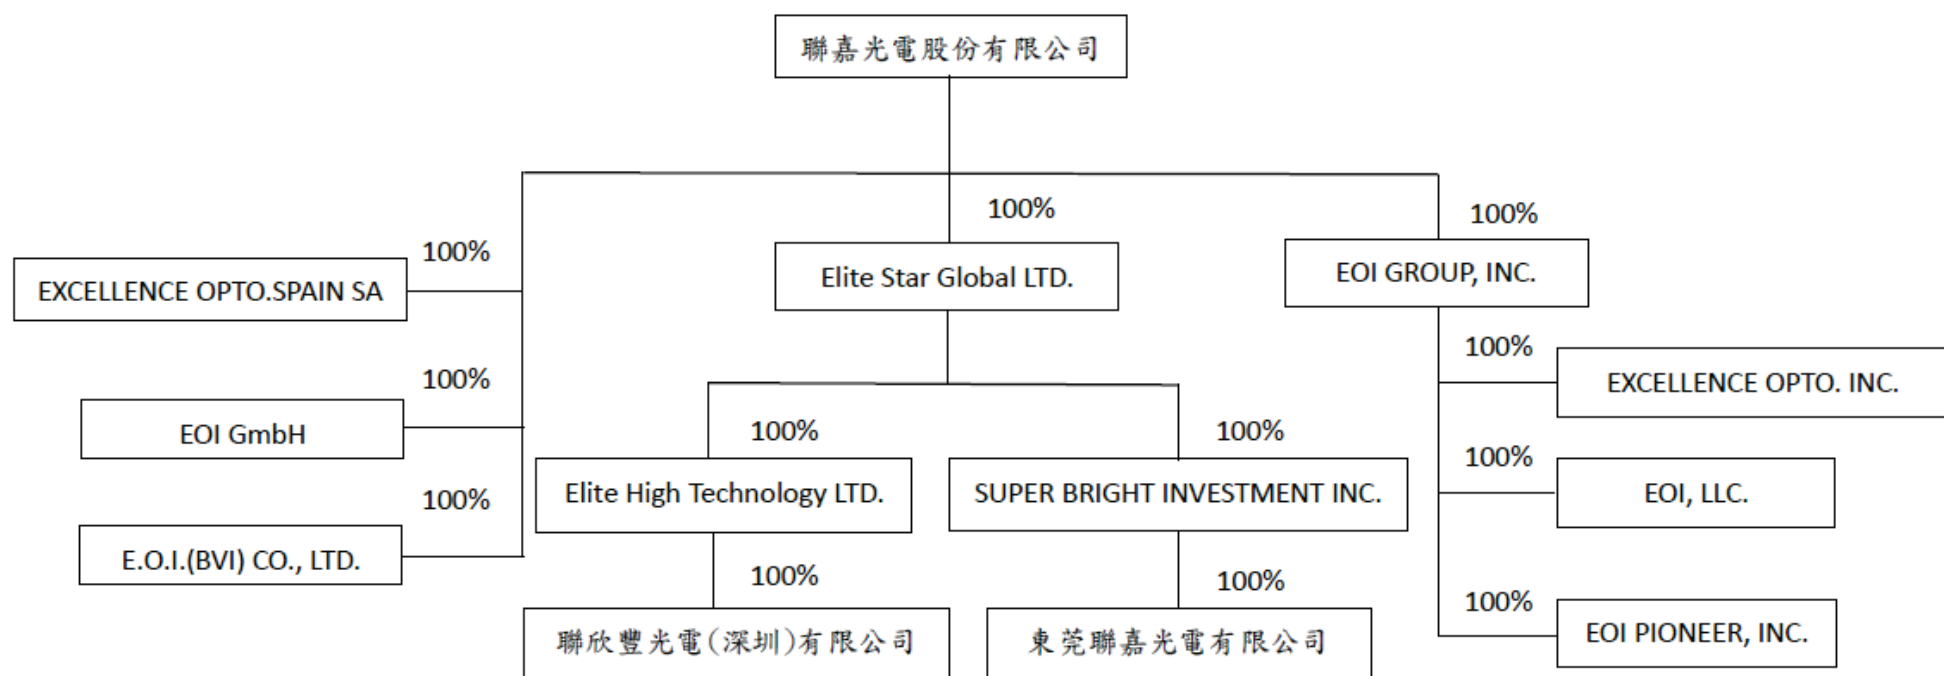 聯嘉光電股份有限公司
100%
100%
100%
EXCELLENCE OPTO.SPAIN SA
Elite Star Global LTD.
EOI GROUP, INC.
100%
EXCELLENCE OPTO. INC.
100%
EOI GmbH
100%
100%
100%
EOI, LLC.
100%
Elite High Technology LTD.
SUPER BRIGHT INVESTMENT INC.
E.O.I.(BVI) CO., LTD.
100%
100%
100%
聯欣豐光電(深圳)有限公司
東莞聯嘉光電有限公司
EOI PIONEER, INC.